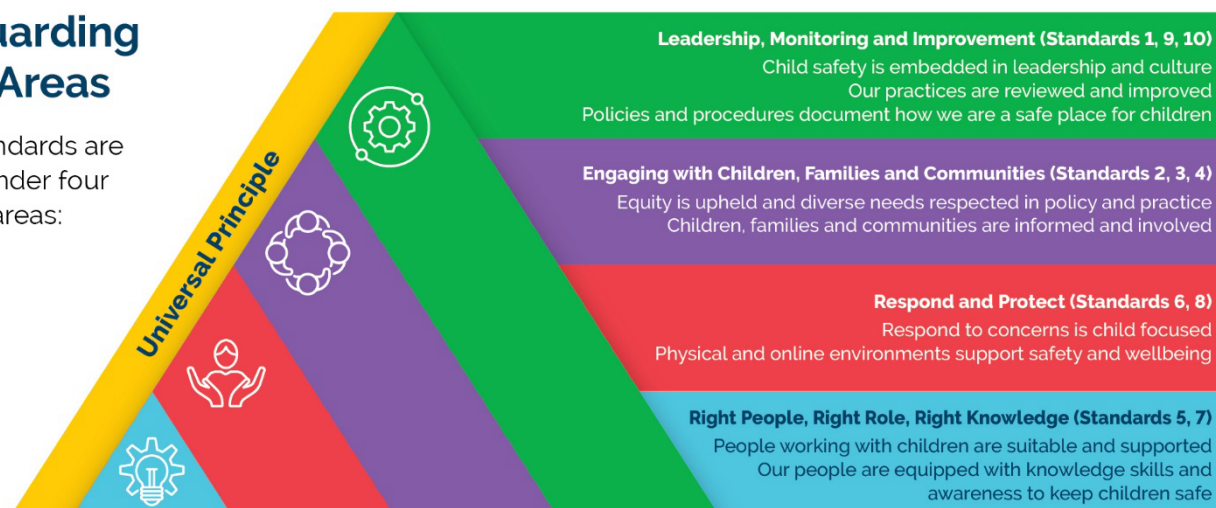 Areas
are
four
areas:
Universal Principle
Leadership, Monitoring and Improvement (Standards 1, 9, 10)
Child safety is embedded in leadership and culture
Our practices are reviewed and improved
Policies and procedures document how we are a safe place for children
Engaging with Children, Families and Communities (Standards 2, 3, 4)
Equity is upheld and diverse needs respected in policy and practice
Children, families and communities are informed and involved
Respond and Protect (Standards 6, 8)
Respond to concerns is child focused
Physical and online environments support safety and wellbeing
Right People, Right Role, Right Knowledge (Standards 5, 7)
People working with children are suitable and supported
Our people are equipped with knowledge skills and
awareness to keep children safe